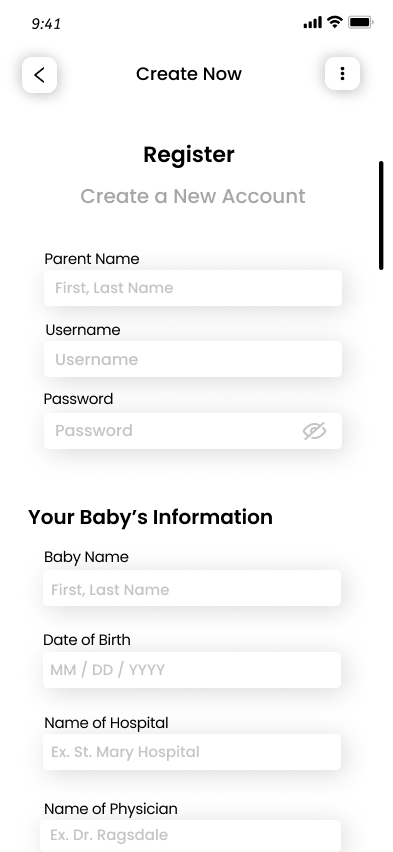 9:41
Create Now
Register
Create a New Account
Parent Name
First, Last Name
Username
Username
Password
Password
Your Baby’s Information
Baby Name
First, Last Name
Date of Birth
MM / DD / YYYY
Name of Hospital
Ex. St. Mary Hospital
Name of Physician
Ex. Dr. Ragsdale